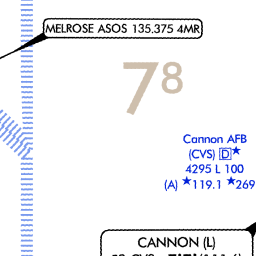 MELROSE ASOS 135.375 4MR
7⁸
Cannon AFB
(CVS) D★
4295 L 100
(A) ★119.1 ★269
CANNON (L)